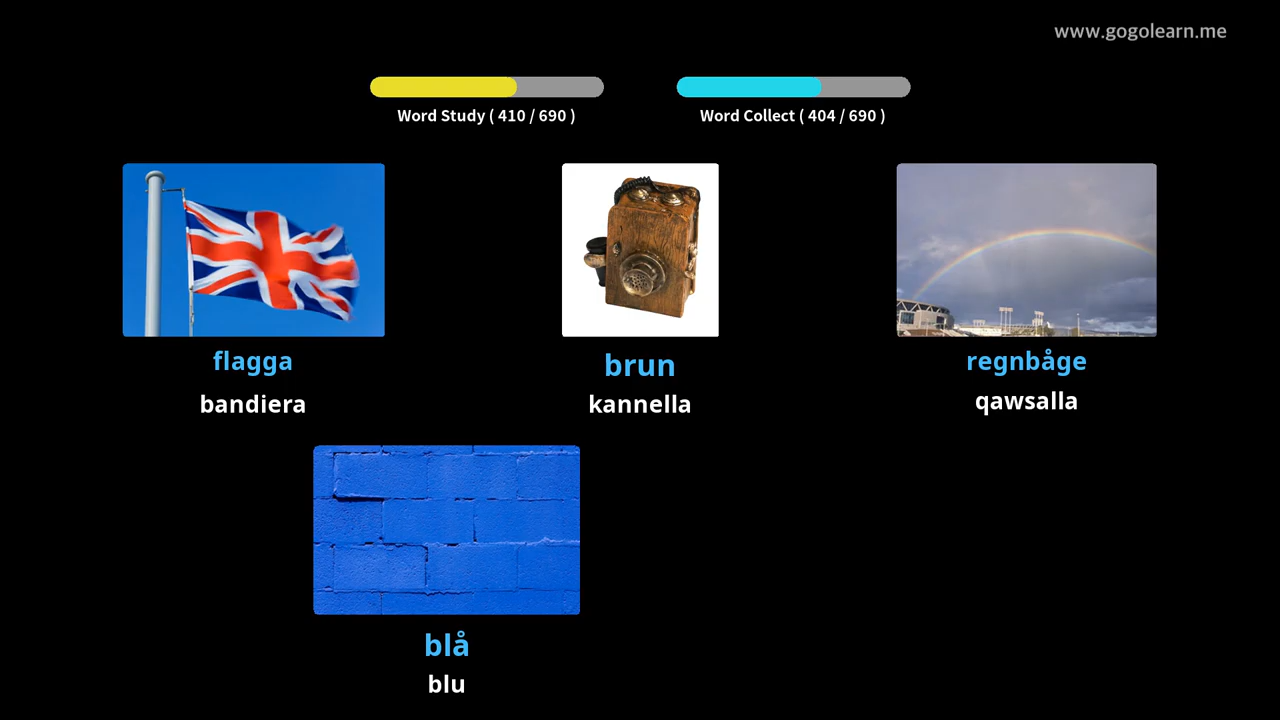 www.gogolearn.me
Word Study ( 410 / 690 )
Word Collect ( 404 / 690 )
flagga
bandiera
brun
kannella
regnbåge
qawsalla
blå
blu